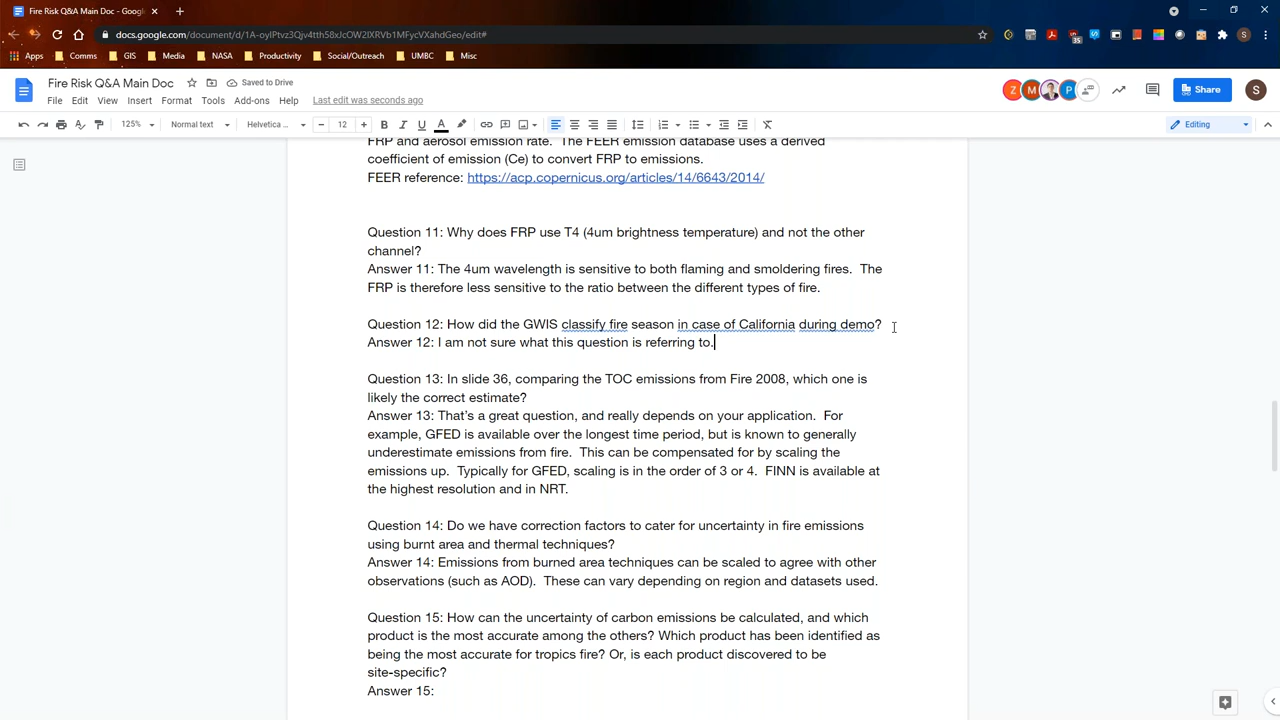 Fire Risk Q&A Main Doc - Google
docs.google.com/document/d/
Apps Comms GIS Media NASA Productivity Social/Outreach UMBC Misc
Fire Risk Q&A Main Doc Saved to Drive
File Edit View Insert Format Tools Add-ons Help Last edit was seconds ago
Z M P Share S
125% Normal text Helvetica ... 12 B I U A Editing
FRP and aerosol emission rate. The FEER emission database uses a derived
coefficient of emission (Ce) to convert FRP to emissions.
FEER reference: https://acp.copernicus.org/articles/14/6643/2014/
Question 11: Why does FRP use T4 (4um brightness temperature) and not the other
channel?
Answer 11: The 4um wavelength is sensitive to both flaming and smoldering fires. The
FRP is therefore less sensitive to the ratio between the different types of fire.
Question 12: How did the GWIS classify fire season in case of California during demo?
Answer 12: I am not sure what this question is referring to.
Question 13: In slide 36, comparing the TOC emissions from Fire 2008, which one is
likely the correct estimate?
Answer 13: That's a great question, and really depends on your application. For
example, GFED is available over the longest time period, but is known to generally
underestimate emissions from fire. This can be compensated for by scaling the
emissions up. Typically for GFED, scaling is in the order of 3 or 4. FINN is available at
the highest resolution and in NRT.
Question 14: Do we have correction factors to cater for uncertainty in fire emissions
using burnt area and thermal techniques?
Answer 14: Emissions from burned area techniques can be scaled to agree with other
observations (such as AOD). These can vary depending on region and datasets used.
Question 15: How can the uncertainty of carbon emissions be calculated, and which
product is the most accurate among the others? Which product has been identified as
being the most accurate for tropics fire? Or, is each product discovered to be
site-specific?
Answer 15: